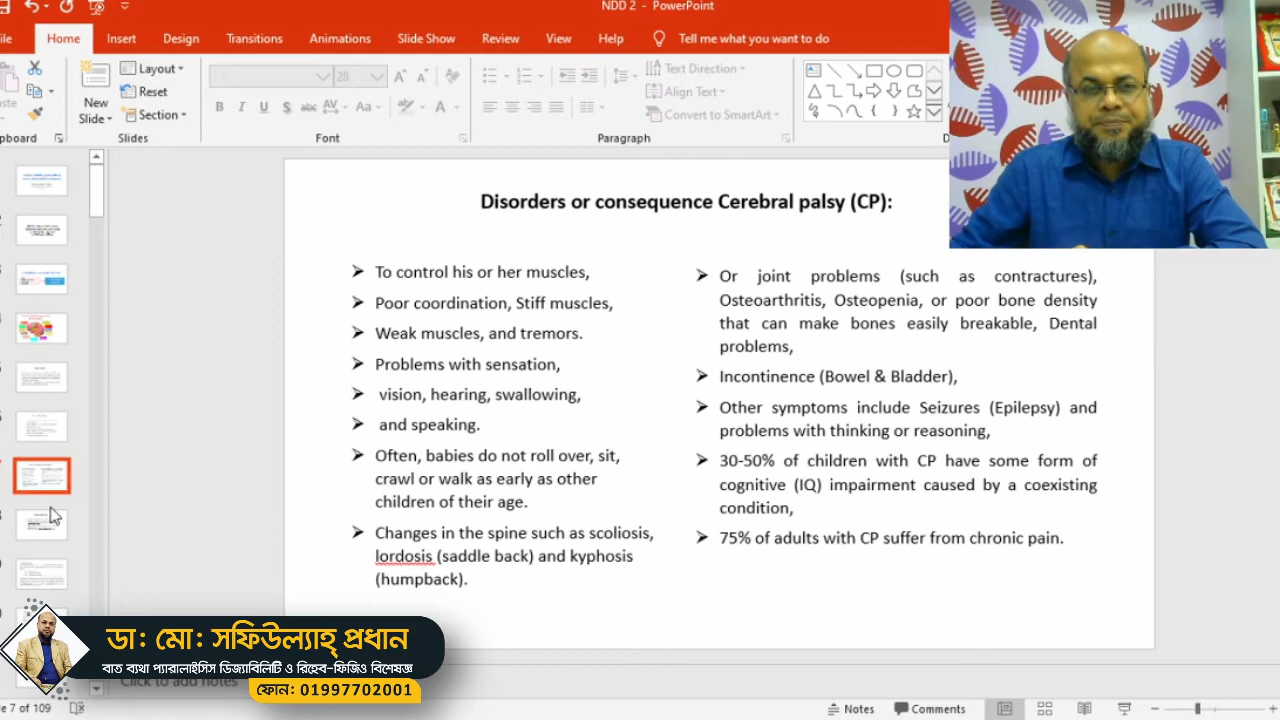 NDD 2 - PowerPoint
Home Insert Design Transitions Animations Slide Show Review View Help Tell me what you want to do
New
Slide
Layout
Reset
Section
Slides
28
B I U S abc AV Aa A
Font
Paragraph
Text Direction
Align Text
Convert to SmartArt
Disorders or consequence Cerebral palsy (CP):
To control his or her muscles,
Poor coordination, Stiff muscles,
Weak muscles, and tremors.
Problems with sensation,
vision, hearing, swallowing,
and speaking.
Often, babies do not roll over, sit,
crawl or walk as early as other
children of their age.
Changes in the spine such as scoliosis,
lordosis (saddle back) and kyphosis
(humpback).
Or joint problems (such as contractures),
Osteoarthritis, Osteopenia, or poor bone density
that can make bones easily breakable, Dental
problems,
Incontinence (Bowel & Bladder),
Other symptoms include Seizures (Epilepsy) and
problems with thinking or reasoning,
30-50% of children with CP have some form of
cognitive (IQ) impairment caused by a coexisting
condition,
75% of adults with CP suffer from chronic pain.
ডা: মো: সফিউল্যাহ্ প্রধান
বাত ব্যথা প্যারালাইসিস ডিজ্যাবিলিটি ও রিহেব-ফিজিও বিশেষজ্ঞ
ফোন: 01997702001
Click to add notes
7 of 109
Notes Comments